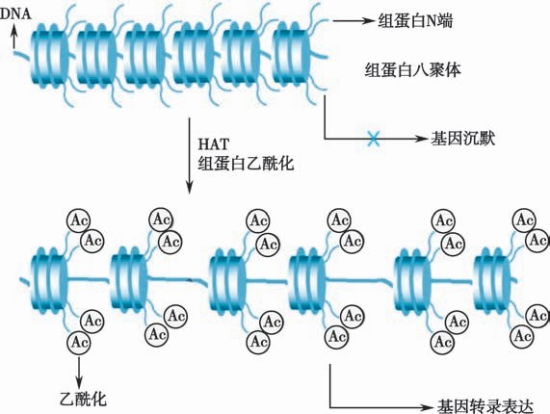 DNA
组蛋白N端
组蛋白八聚体
基因沉默
HAT
组蛋白乙酰化
Ac Ac Ac Ac Ac Ac
Ac Ac Ac Ac Ac Ac
Ac Ac Ac Ac Ac Ac
Ac Ac Ac Ac Ac Ac
乙酰化
基因转录表达